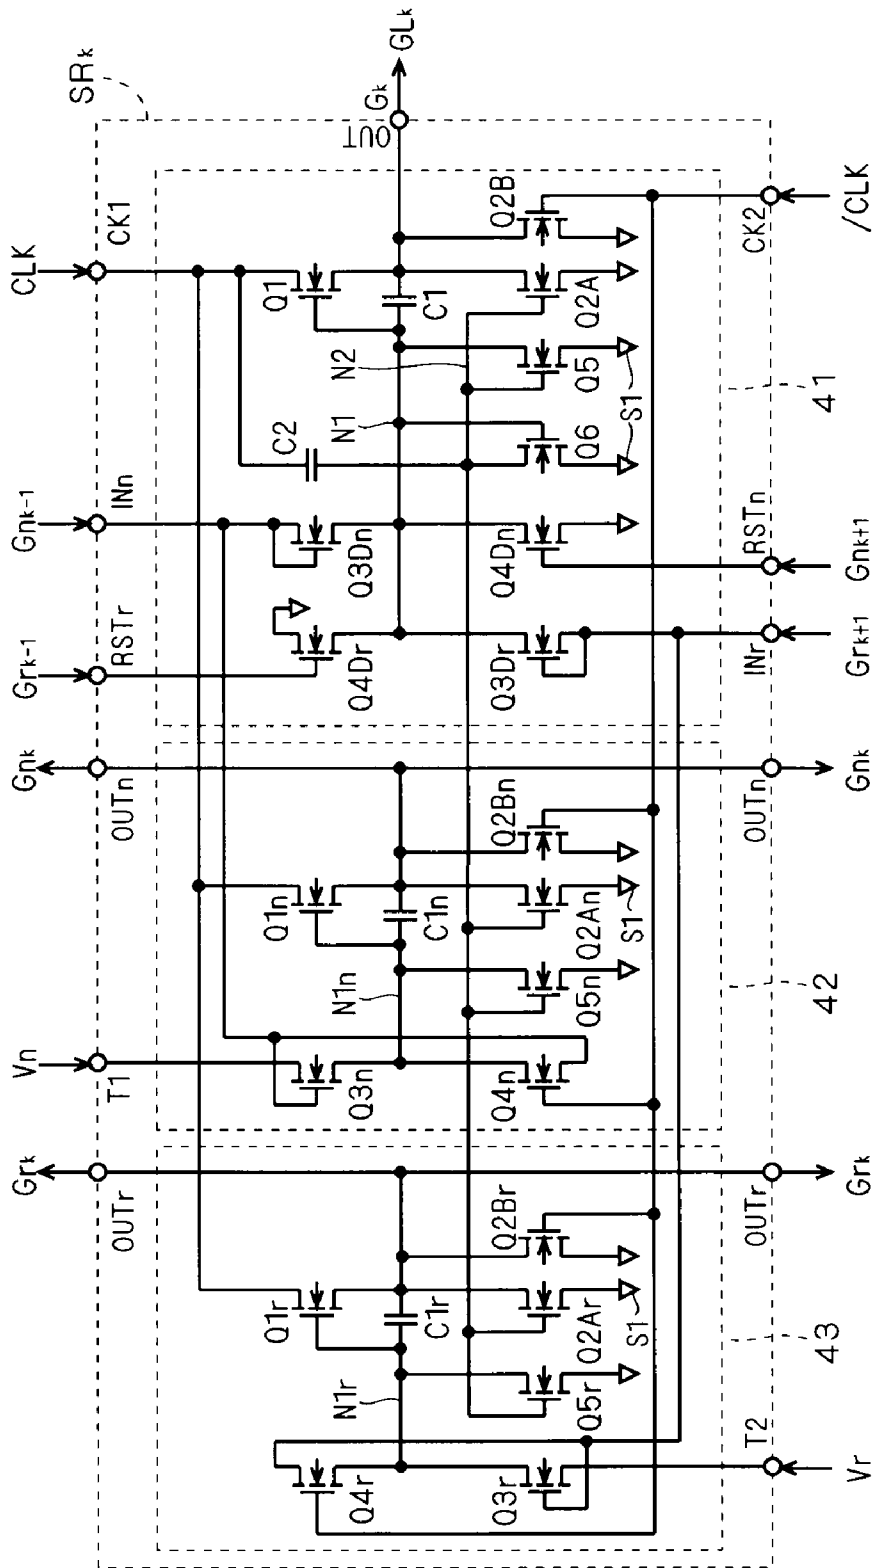 SRk
GLk
Gk
OUT
CLK
CK1
Q1
C1
Q2B
Q2A
CK2
/CLK
N2
N1
C2
Q5
Q6
S1
41
Gnk-1
INn
Q3Dn
Q4Dn
RSTn
Gnk+1
Grk-1
RSTr
Q4Dr
Q3Dr
INr
Grk+1
Gnk
OUTn
Q1n
C1n
N1n
Q2Bn
Q2An
Q5n
S1
OUTn
Gnk
42
Vn
T1
Q3n
Q4n
Grk
OUTr
Q1r
C1r
N1r
Q2Br
Q2Ar
Q5r
S1
OUTr
Grk
43
Q4r
Q3r
T2
Vr